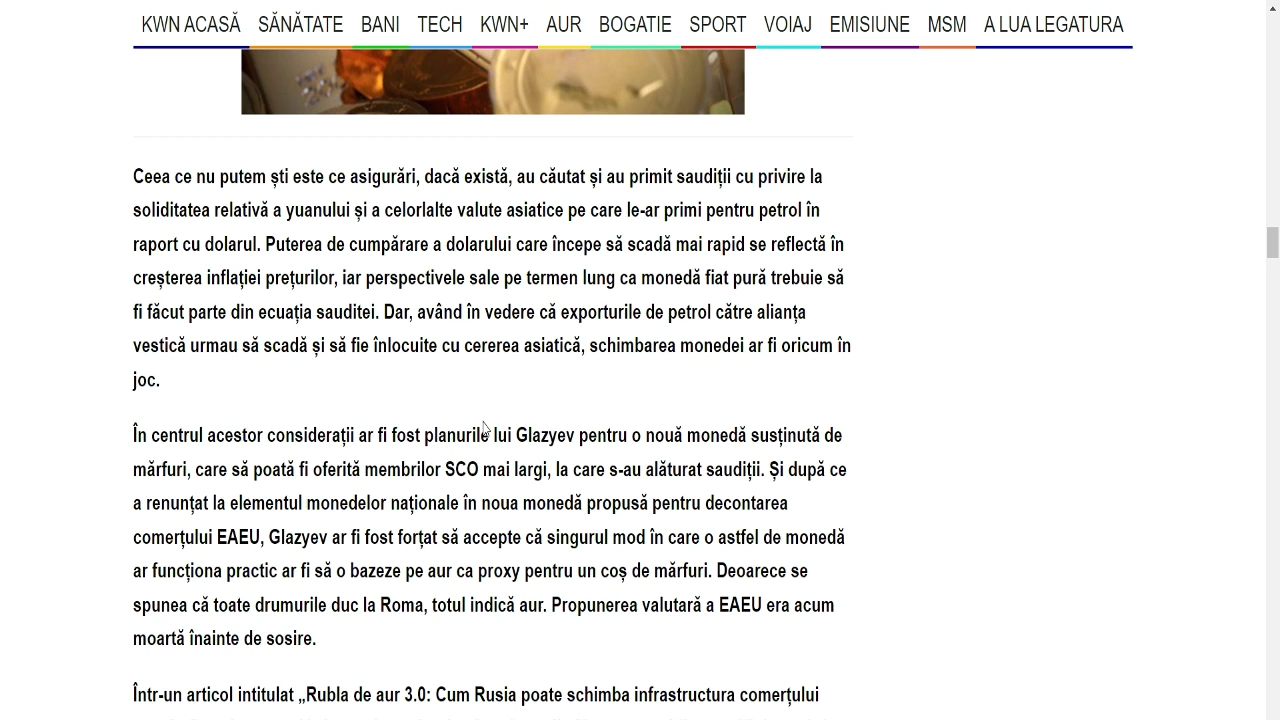 KWN ACASĂ SĂNĂTATE BANI TECH KWN+ AUR BOGATIE SPORT VOIAJ EMISIUNE MSM A LUA LEGATURA
Ceea ce nu putem ști este ce asigurări, dacă există, au căutat și au primit saudiții cu privire la
soliditatea relativă a yuanului și a celorlalte valute asiatice pe care le-ar primi pentru petrol în
raport cu dolarul. Puterea de cumpărare a dolarului care începe să scadă mai rapid se reflectă în
creșterea inflației prețurilor, iar perspectivele sale pe termen lung ca monedă fiat pură trebuie să
fi făcut parte din ecuația sauditei. Dar, având în vedere că exporturile de petrol către alianța
vestică urmau să scadă și să fie înlocuite cu cererea asiatică, schimbarea monedei ar fi oricum în
joc.
În centrul acestor considerații ar fi fost planurile lui Glazyev pentru o nouă monedă susținută de
mărfuri, care să poată fi oferită membrilor SCO mai largi, la care s-au alăturat saudiții. Și după ce
a renunțat la elementul monedelor naționale în noua monedă propusă pentru decontarea
comerțului EAEU, Glazyev ar fi fost forțat să accepte că singurul mod în care o astfel de monedă
ar funcționa practic ar fi să o bazeze pe aur ca proxy pentru un coș de mărfuri. Deoarece se
spunea că toate drumurile duc la Roma, totul indică aur. Propunerea valutară a EAEU era acum
moartă înainte de sosire.
Într-un articol intitulat „Rubla de aur 3.0: Cum Rusia poate schimba infrastructura comerțului